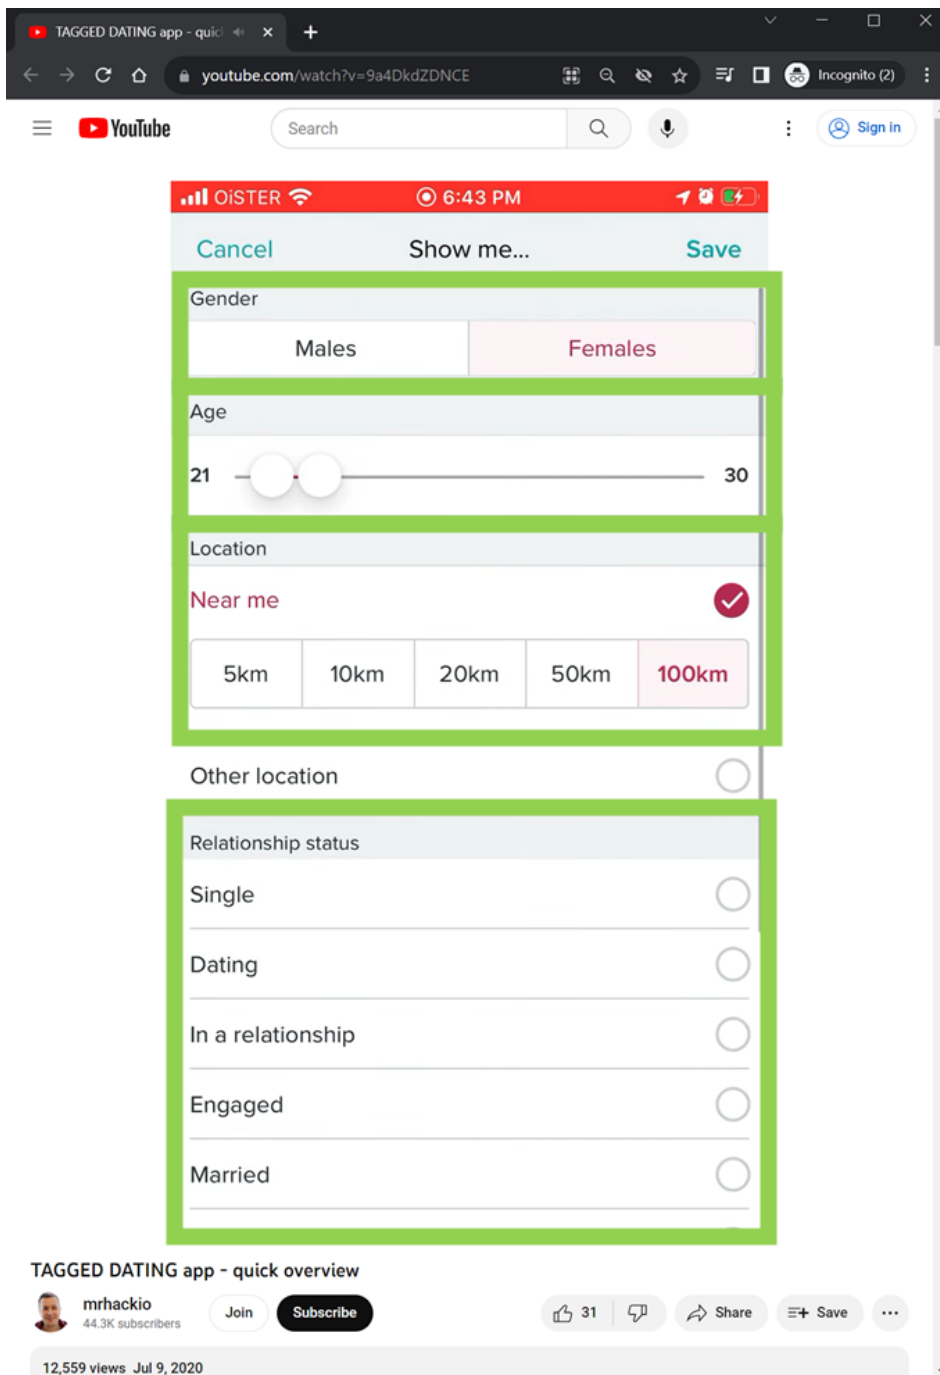 TAGGED DATING app - quic
youtube.com/watch?v=9a4DkdZDNCE
Incognito (2)
YouTube
Search
Sign in
OiSTER 6:43 PM
Cancel Show me... Save
Gender
Males Females
Age
21 30
Location
Near me
5km 10km 20km 50km 100km
Other location
Relationship status
Single
Dating
In a relationship
Engaged
Married
TAGGED DATING app - quick overview
mrhackio
44.3K subscribers
Join Subscribe 31 Share Save
12,559 views Jul 9, 2020